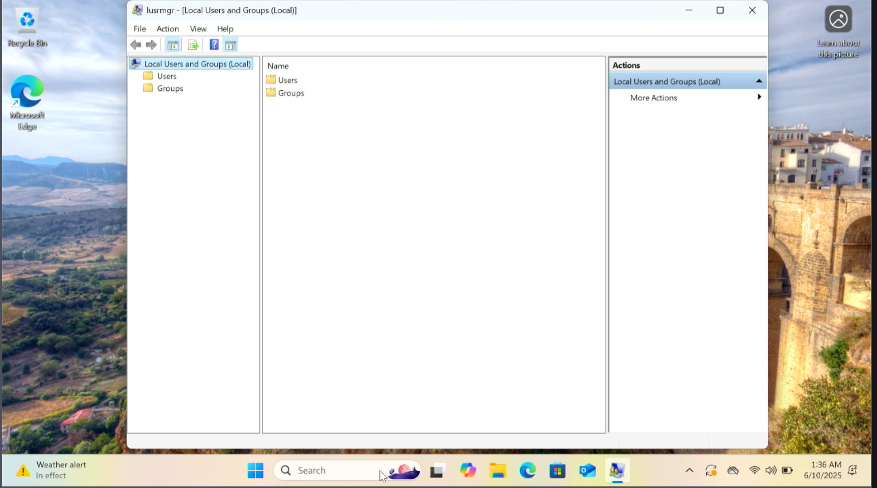 lusrmgr - [Local Users and Groups (Local)]
File Action View Help
Recycle Bin
Microsoft
Edge
Learn about
this picture
Local Users and Groups (Local)
Users
Groups
Name
Users
Groups
Actions
Local Users and Groups (Local)
More Actions
Weather alert
In effect
Search
1:36 AM
6/10/2025